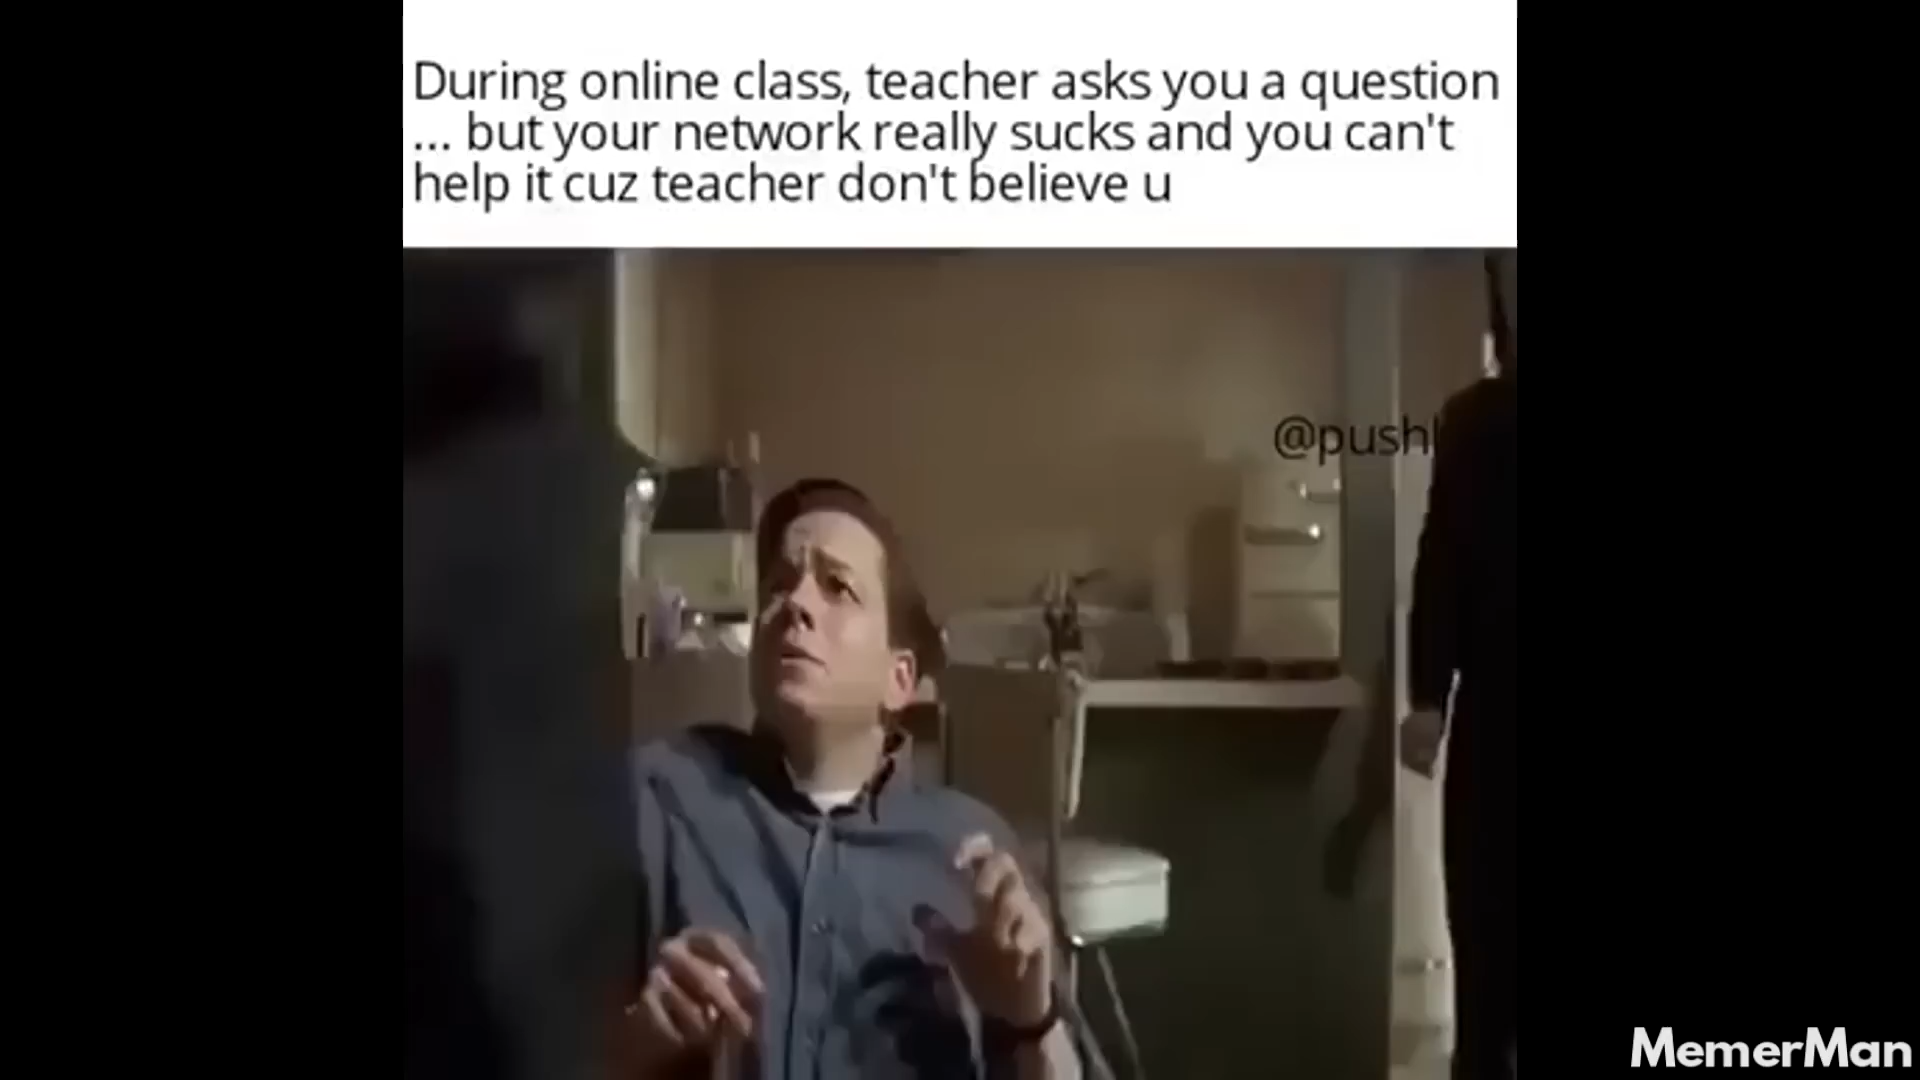 During online class, teacher asks you a question
... but your network really sucks and you can't
help it cuz teacher don't believe u
@pushl
MemerMan